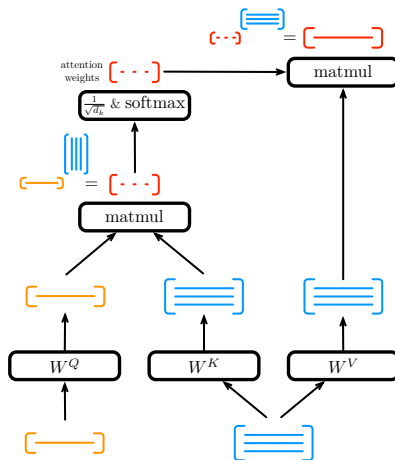 =
attention
weights
matmul
1/√d_k & softmax
=
matmul
W^Q
W^K
W^V